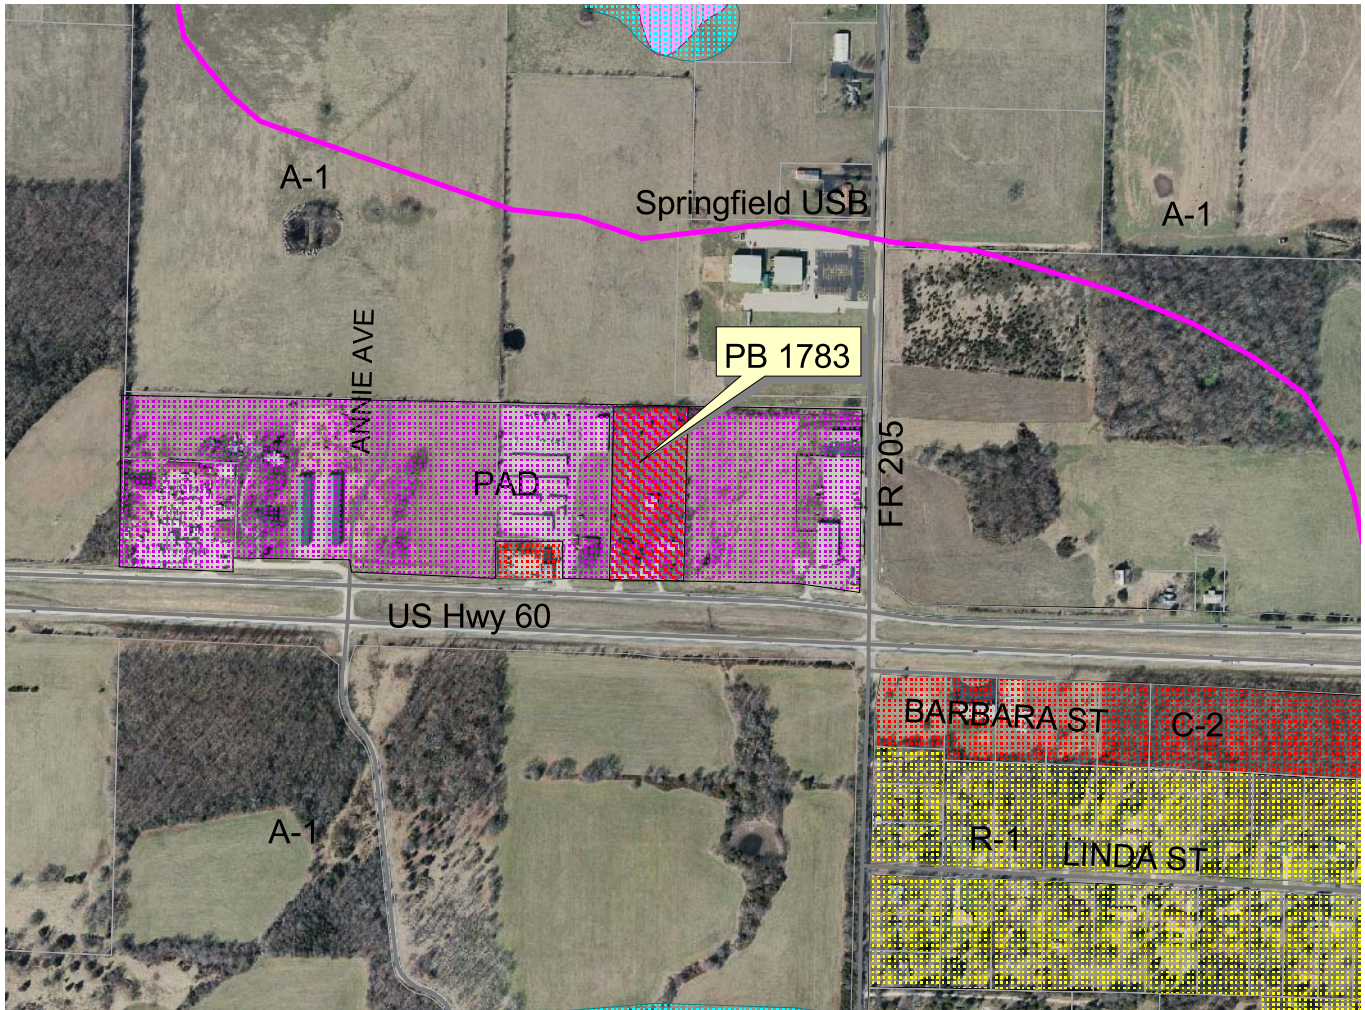 A-1
Springfield USB
A-1
ANNIE AVE
PB 1783
PAD
FR 205
US Hwy 60
BARBARA ST
C-2
A-1
R-1
LINDA ST